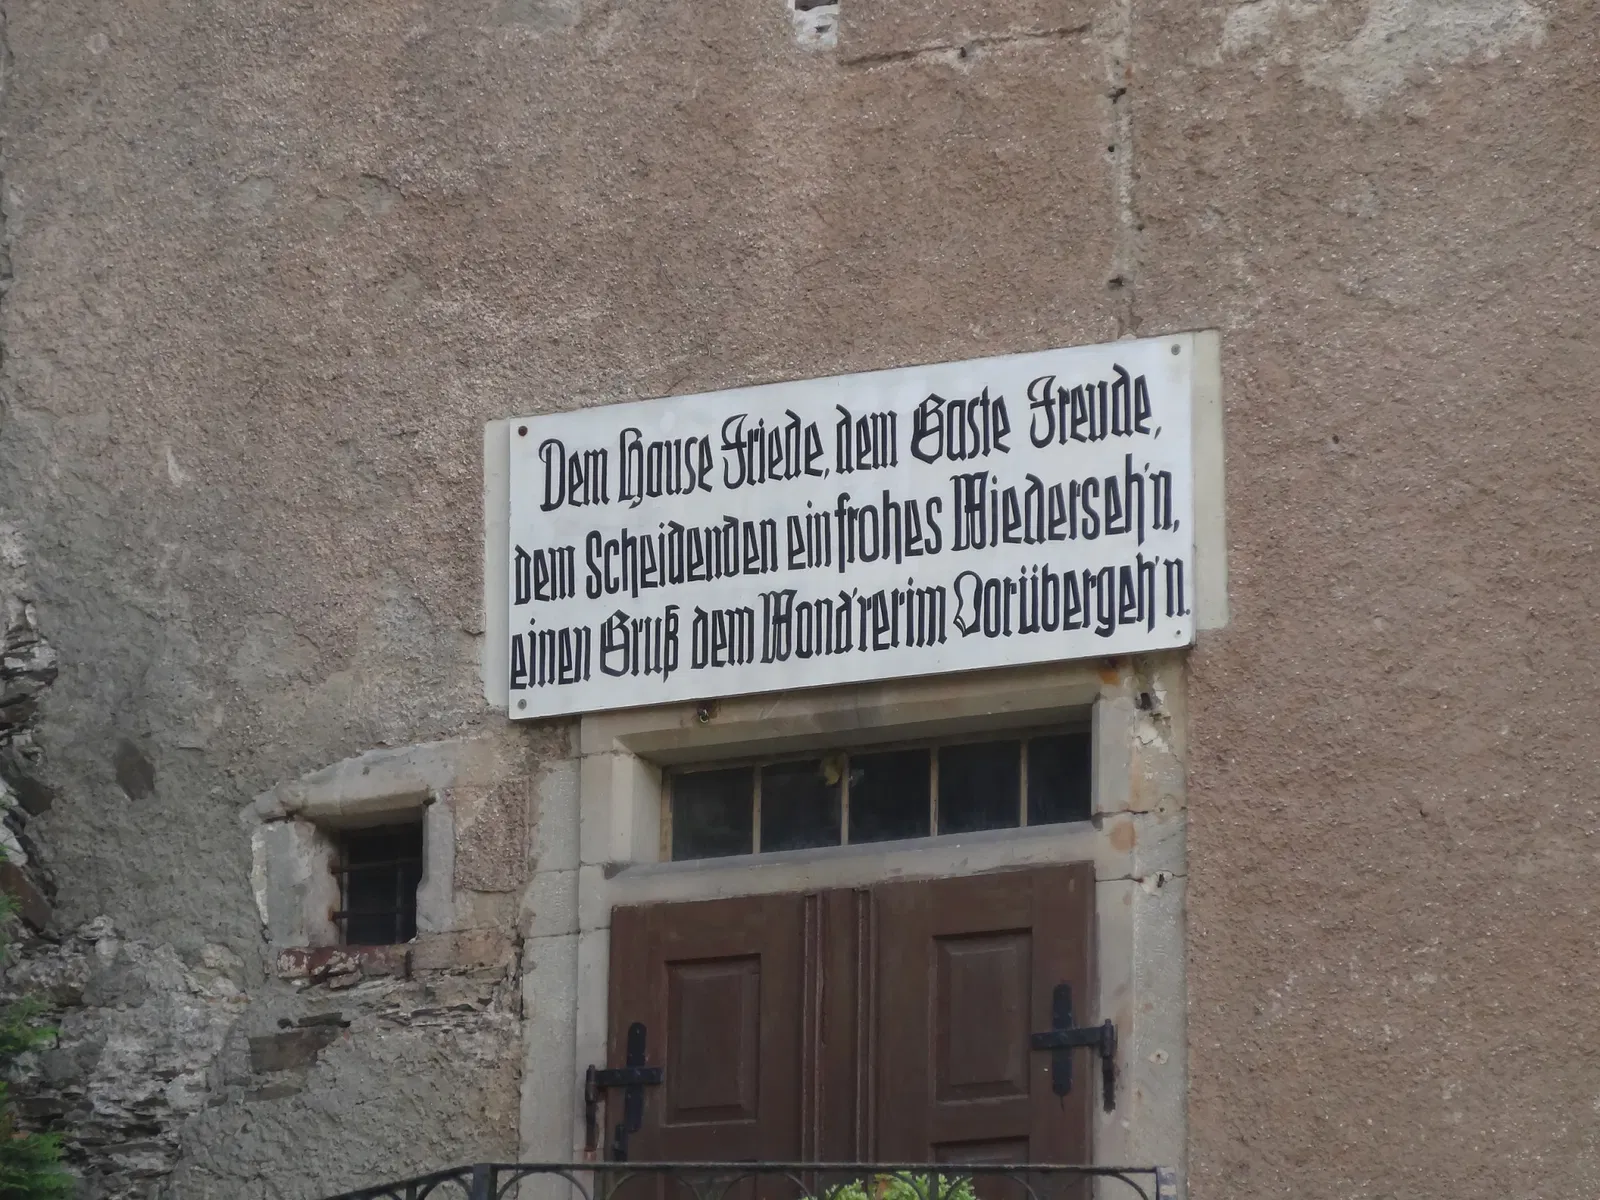 Dem Hause Friede, dem Gaste Freude,
dem Scheidenden ein frohes Wiederseh'n,
einen Gruß dem Wand'rer im Vorübergeh'n.